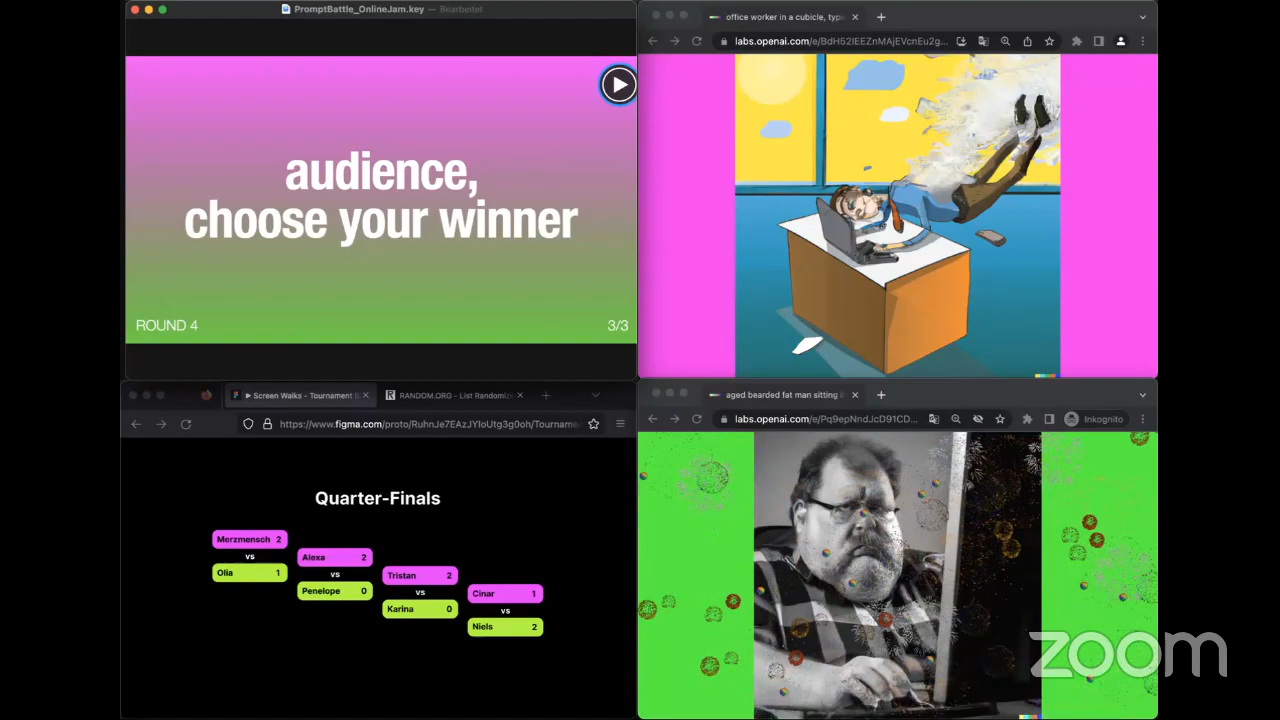 PromptBattle_OnlineJam.key — Bearbeitet
audience,
choose your winner
ROUND 4
3/3
office worker in a cubicle, type
labs.openai.com/e/BdH52IEEZnMAjEVcnEu2g...
Screen Walks - Tournament
RANDOM.ORG - List Randomize
https://www.figma.com/proto/RuhnJe7EAzJYIoUtg3g0oh/Tourname
Quarter-Finals
Merzmensch 2
vs
Olia 1
Alexa 2
vs
Penelope 0
Tristan 2
vs
Karina 0
Cinar 1
vs
Niels 2
aged bearded fat man sitting i
labs.openai.com/e/Pq9epNndJcD91CD...
Inkognito
zoom